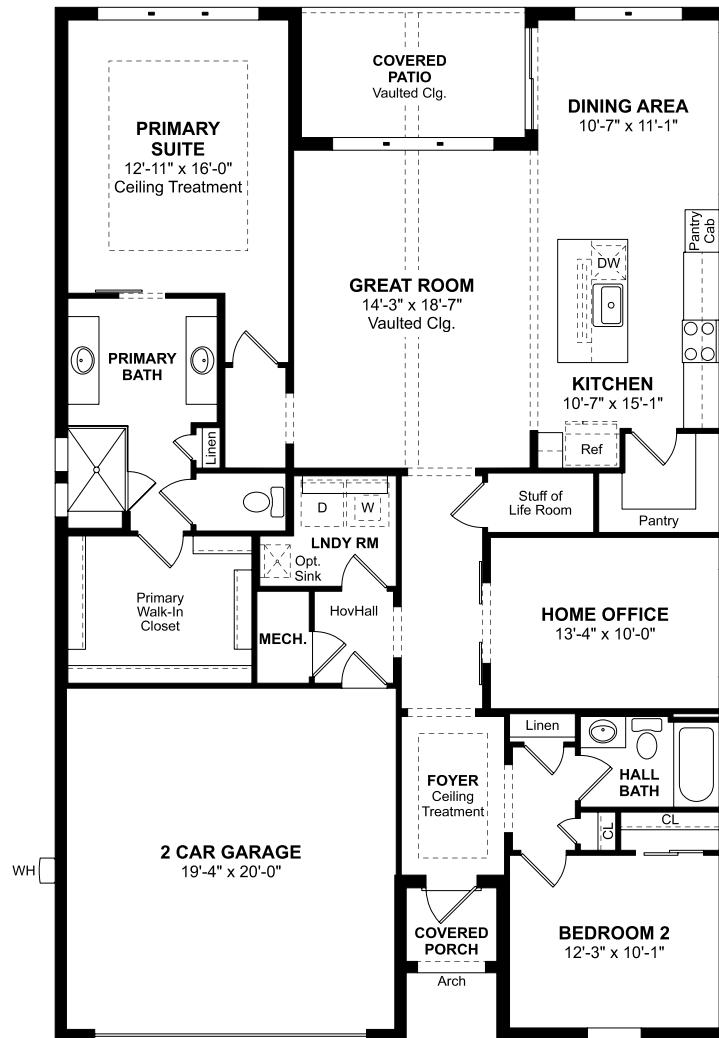 COVERED
PATIO
Vaulted Clg.
DINING AREA
10'-7" x 11'-1"
PRIMARY
SUITE
12'-11" x 16'-0"
Ceiling Treatment
Pantry
Cab
DW
GREAT ROOM
14'-3" x 18'-7"
Vaulted Clg.
PRIMARY
BATH
KITCHEN
10'-7" x 15'-1"
Linen
Ref
Stuff of
Life Room
Pantry
D
W
LNDY RM
Opt.
Sink
Primary
Walk-In
Closet
HovHall
MECH.
HOME OFFICE
13'-4" x 10'-0"
Linen
HALL
BATH
FOYER
Ceiling
Treatment
CL
CL
2 CAR GARAGE
19'-4" x 20'-0"
WH
COVERED
PORCH
Arch
BEDROOM 2
12'-3" x 10'-1"